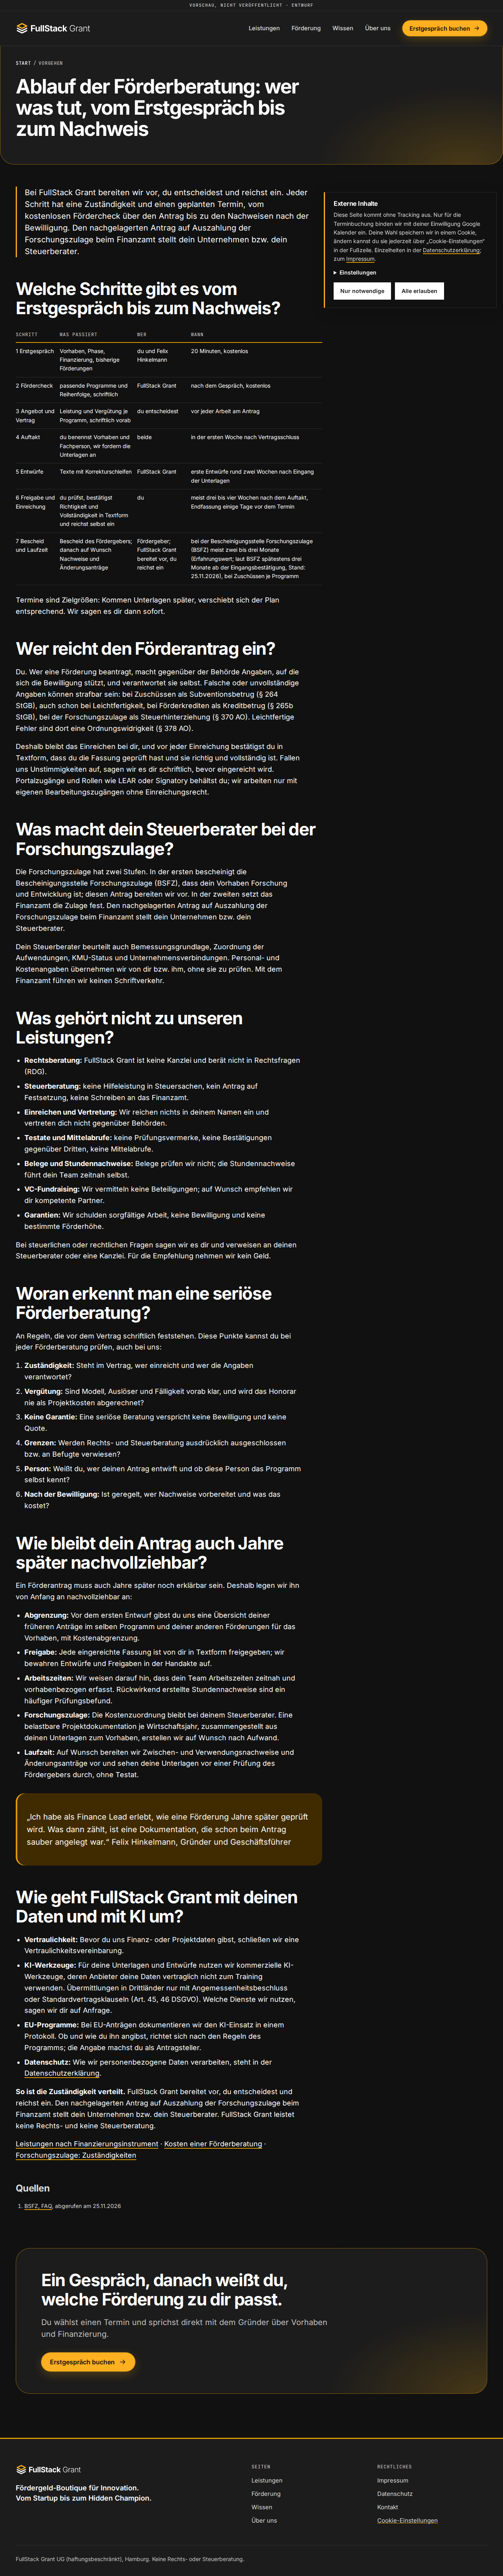 VORSCHAU, NICHT VERÖFFENTLICHT · ENTWURF
FullStack Grant
Leistungen
Förderung
Wissen
Über uns
Erstgespräch buchen →
START / VORGEHEN
Ablauf der Förderberatung: wer
was tut, vom Erstgespräch bis
zum Nachweis
Bei FullStack Grant bereiten wir vor, du entscheidest und reichst ein. Jeder
Schritt hat eine Zuständigkeit und einen geplanten Termin, vom
kostenlosen Fördercheck über den Antrag bis zu den Nachweisen nach der
Bewilligung. Den nachgelagerten Antrag auf Auszahlung der
Forschungszulage beim Finanzamt stellt dein Unternehmen bzw. dein
Steuerberater.
Externe Inhalte
Diese Seite kommt ohne Tracking aus. Nur für die
Terminbuchung binden wir mit deiner Einwilligung Google
Kalender ein. Deine Wahl speichern wir in einem Cookie,
ändern kannst du sie jederzeit über „Cookie-Einstellungen"
in der Fußzeile. Einzelheiten in der Datenschutzerklärung;
zum Impressum.
▶ Einstellungen
Nur notwendige
Alle erlauben
Welche Schritte gibt es vom
Erstgespräch bis zum Nachweis?
SCHRITT WAS PASSIERT WER WANN
1 Erstgespräch Vorhaben, Phase, du und Felix 20 Minuten, kostenlos
Finanzierung, bisherige Hinkelmann
Förderungen
2 Fördercheck passende Programme und FullStack Grant nach dem Gespräch, kostenlos
Reihenfolge, schriftlich
3 Angebot und Leistung und Vergütung je du entscheidest vor jeder Arbeit am Antrag
Vertrag Programm, schriftlich vorab
4 Auftakt du benennst Vorhaben und beide in der ersten Woche nach Vertragsschluss
Fachperson, wir fordern die
Unterlagen an
5 Entwürfe Texte mit Korrekturschleifen FullStack Grant erste Entwürfe rund zwei Wochen nach Eingang
der Unterlagen
6 Freigabe und du prüfst, bestätigst du meist drei bis vier Wochen nach dem Auftakt,
Einreichung Richtigkeit und Endfassung einige Tage vor dem Termin
Vollständigkeit in Textform
und reichst selbst ein
7 Bescheid Bescheid des Fördergebers; Fördergeber; bei der Bescheinigungsstelle Forschungszulage
und Laufzeit danach auf Wunsch FullStack Grant (BSFZ) meist zwei bis drei Monate
Nachweise und bereitet vor, du (Erfahrungswert; laut BSFZ spätestens drei
Änderungsanträge reichst ein Monate ab der Eingangsbestätigung, Stand:
25.11.2026), bei Zuschüssen je Programm
Termine sind Zielgrößen: Kommen Unterlagen später, verschiebt sich der Plan
entsprechend. Wir sagen es dir dann sofort.
Wer reicht den Förderantrag ein?
Du. Wer eine Förderung beantragt, macht gegenüber der Behörde Angaben, auf die
sich die Bewilligung stützt, und verantwortet sie selbst. Falsche oder unvollständige
Angaben können strafbar sein: bei Zuschüssen als Subventionsbetrug (§ 264
StGB), auch schon bei Leichtfertigkeit, bei Förderkrediten als Kreditbetrug (§ 265b
StGB), bei der Forschungszulage als Steuerhinterziehung (§ 370 AO). Leichtfertige
Fehler sind dort eine Ordnungswidrigkeit (§ 378 AO).
Deshalb bleibt das Einreichen bei dir, und vor jeder Einreichung bestätigst du in
Textform, dass du die Fassung geprüft hast und sie richtig und vollständig ist. Fallen
uns Unstimmigkeiten auf, sagen wir es dir schriftlich, bevor eingereicht wird.
Portalzugänge und Rollen wie LEAR oder Signatory behältst du; wir arbeiten nur mit
eigenen Bearbeitungszugängen ohne Einreichungsrecht.
Was macht dein Steuerberater bei der
Forschungszulage?
Die Forschungszulage hat zwei Stufen. In der ersten bescheinigt die
Bescheinigungsstelle Forschungszulage (BSFZ), dass dein Vorhaben Forschung
und Entwicklung ist; diesen Antrag bereiten wir vor. In der zweiten setzt das
Finanzamt die Zulage fest. Den nachgelagerten Antrag auf Auszahlung der
Forschungszulage beim Finanzamt stellt dein Unternehmen bzw. dein
Steuerberater.
Dein Steuerberater beurteilt auch Bemessungsgrundlage, Zuordnung der
Aufwendungen, KMU-Status und Unternehmensverbindungen. Personal- und
Kostenangaben übernehmen wir von dir bzw. ihm, ohne sie zu prüfen. Mit dem
Finanzamt führen wir keinen Schriftverkehr.
Was gehört nicht zu unseren
Leistungen?
• Rechtsberatung: FullStack Grant ist keine Kanzlei und berät nicht in Rechtsfragen
(RDG).
• Steuerberatung: keine Hilfeleistung in Steuersachen, kein Antrag auf
Festsetzung, keine Schreiben an das Finanzamt.
• Einreichen und Vertretung: Wir reichen nichts in deinem Namen ein und
vertreten dich nicht gegenüber Behörden.
• Testate und Mittelabrufe: keine Prüfungsvermerke, keine Bestätigungen
gegenüber Dritten, keine Mittelabrufe.
• Belege und Stundennachweise: Belege prüfen wir nicht; die Stundennachweise
führt dein Team zeitnah selbst.
• VC-Fundraising: Wir vermitteln keine Beteiligungen; auf Wunsch empfehlen wir
dir kompetente Partner.
• Garantien: Wir schulden sorgfältige Arbeit, keine Bewilligung und keine
bestimmte Förderhöhe.
Bei steuerlichen oder rechtlichen Fragen sagen wir es dir und verweisen an deinen
Steuerberater oder eine Kanzlei. Für die Empfehlung nehmen wir kein Geld.
Woran erkennt man eine seriöse
Förderberatung?
An Regeln, die vor dem Vertrag schriftlich feststehen. Diese Punkte kannst du bei
jeder Förderberatung prüfen, auch bei uns:
1. Zuständigkeit: Steht im Vertrag, wer einreicht und wer die Angaben
verantwortet?
2. Vergütung: Sind Modell, Auslöser und Fälligkeit vorab klar, und wird das Honorar
nie als Projektkosten abgerechnet?
3. Keine Garantie: Eine seriöse Beratung verspricht keine Bewilligung und keine
Quote.
4. Grenzen: Werden Rechts- und Steuerberatung ausdrücklich ausgeschlossen
bzw. an Befugte verwiesen?
5. Person: Weißt du, wer deinen Antrag entwirft und ob diese Person das Programm
selbst kennt?
6. Nach der Bewilligung: Ist geregelt, wer Nachweise vorbereitet und was das
kostet?
Wie bleibt dein Antrag auch Jahre
später nachvollziehbar?
Ein Förderantrag muss auch Jahre später noch erklärbar sein. Deshalb legen wir ihn
von Anfang an nachvollziehbar an:
• Abgrenzung: Vor dem ersten Entwurf gibst du uns eine Übersicht deiner
früheren Anträge im selben Programm und deiner anderen Förderungen für das
Vorhaben, mit Kostenabgrenzung.
• Freigabe: Jede eingereichte Fassung ist von dir in Textform freigegeben; wir
bewahren Entwürfe und Freigaben in der Handakte auf.
• Arbeitszeiten: Wir weisen darauf hin, dass dein Team Arbeitszeiten zeitnah und
vorhabenbezogen erfasst. Rückwirkend erstellte Stundennachweise sind ein
häufiger Prüfungsbefund.
• Forschungszulage: Die Kostenzuordnung bleibt bei deinem Steuerberater. Eine
belastbare Projektdokumentation je Wirtschaftsjahr, zusammengestellt aus
deinen Unterlagen zum Vorhaben, erstellen wir auf Wunsch nach Aufwand.
• Laufzeit: Auf Wunsch bereiten wir Zwischen- und Verwendungsnachweise und
Änderungsanträge vor und sehen deine Unterlagen vor einer Prüfung des
Fördergebers durch, ohne Testat.
„Ich habe als Finance Lead erlebt, wie eine Förderung Jahre später geprüft
wird. Was dann zählt, ist eine Dokumentation, die schon beim Antrag
sauber angelegt war." Felix Hinkelmann, Gründer und Geschäftsführer
Wie geht FullStack Grant mit deinen
Daten und mit KI um?
• Vertraulichkeit: Bevor du uns Finanz- oder Projektdaten gibst, schließen wir eine
Vertraulichkeitsvereinbarung.
• KI-Werkzeuge: Für deine Unterlagen und Entwürfe nutzen wir kommerzielle KI-
Werkzeuge, deren Anbieter deine Daten vertraglich nicht zum Training
verwenden. Übermittlungen in Drittländer nur mit Angemessenheitsbeschluss
oder Standardvertragsklauseln (Art. 45, 46 DSGVO). Welche Dienste wir nutzen,
sagen wir dir auf Anfrage.
• EU-Programme: Bei EU-Anträgen dokumentieren wir den KI-Einsatz in einem
Protokoll. Ob und wie du ihn angibst, richtet sich nach den Regeln des
Programms; die Angabe machst du als Antragsteller.
• Datenschutz: Wie wir personenbezogene Daten verarbeiten, steht in der
Datenschutzerklärung.
So ist die Zuständigkeit verteilt. FullStack Grant bereitet vor, du entscheidest und
reichst ein. Den nachgelagerten Antrag auf Auszahlung der Forschungszulage beim
Finanzamt stellt dein Unternehmen bzw. dein Steuerberater. FullStack Grant leistet
keine Rechts- und keine Steuerberatung.
Leistungen nach Finanzierungsinstrument · Kosten einer Förderberatung ·
Forschungszulage: Zuständigkeiten
Quellen
1. BSFZ, FAQ, abgerufen am 25.11.2026
Ein Gespräch, danach weißt du,
welche Förderung zu dir passt.
Du wählst einen Termin und sprichst direkt mit dem Gründer über Vorhaben
und Finanzierung.
Erstgespräch buchen →
FullStack Grant
Fördergeld-Boutique für Innovation.
Vom Startup bis zum Hidden Champion.
SEITEN
Leistungen
Förderung
Wissen
Über uns
RECHTLICHES
Impressum
Datenschutz
Kontakt
Cookie-Einstellungen
FullStack Grant UG (haftungsbeschränkt), Hamburg. Keine Rechts- oder Steuerberatung.